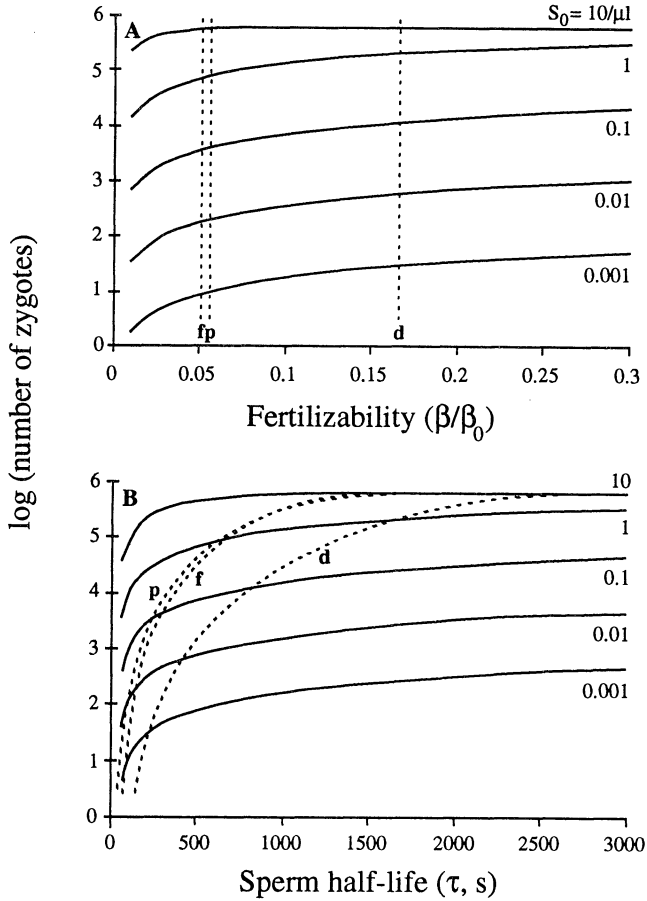 S₀= 10/µl
A
6
5
4
3
2
1
0
1
0.1
0.01
0.001
f p d
0 0.05 0.1 0.15 0.2 0.25 0.3
Fertilizability (β/β₀)
log (number of zygotes)
B
6
5
4
3
2
1
0
10
1
0.1
0.01
0.001
p f d
0 500 1000 1500 2000 2500 3000
Sperm half-life (τ, s)